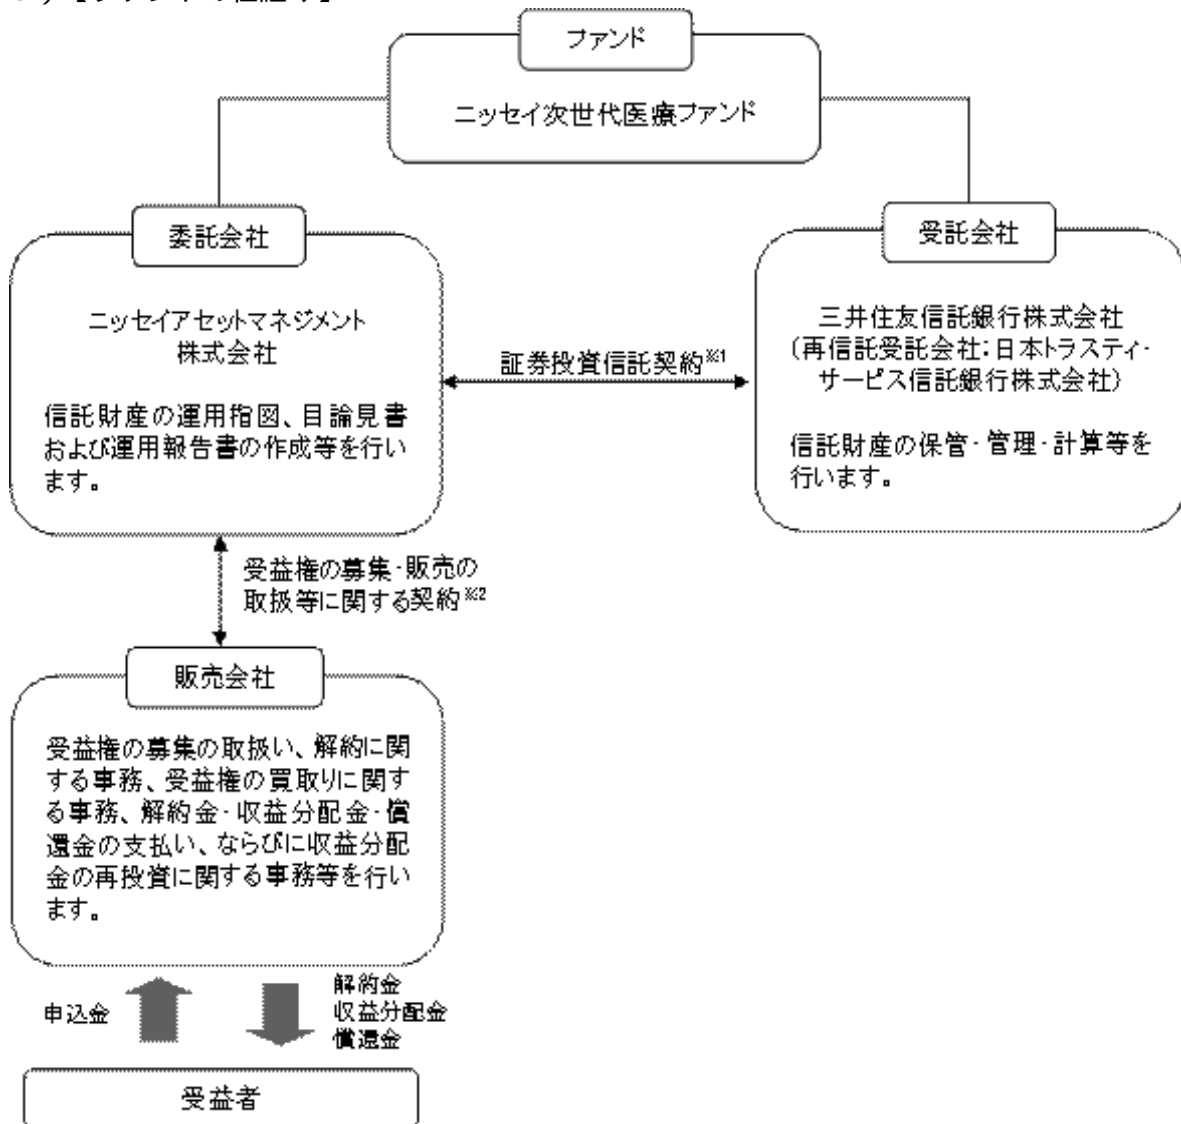 【ファンドの仕組み】
ファンド
ニッセイ次世代医療ファンド
委託会社
ニッセイアセットマネジメント
株式会社
信託財産の運用指図、目論見書
および運用報告書の作成等を行い
ます。
証券投資信託契約※1
受託会社
三井住友信託銀行株式会社
(再信託受託会社:日本トラスティ・
サービス信託銀行株式会社)
信託財産の保管・管理・計算等を
行います。
受益権の募集・販売の
取扱等に関する契約※2
販売会社
受益権の募集の取扱い、解約に関
する事務、受益権の買取りに関す
る事務、解約金・収益分配金・償
還金の支払い、ならびに収益分配
金の再投資に関する事務等を行い
ます。
申込金
解約金
収益分配金
償還金
受益者